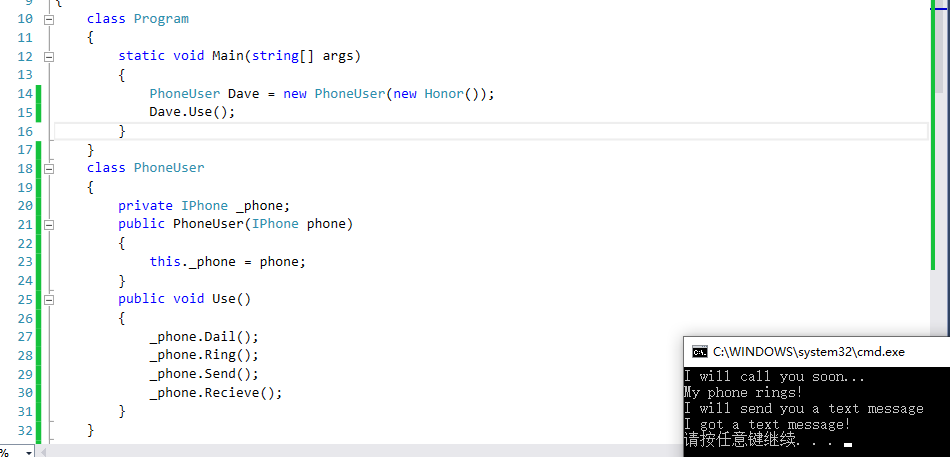 9 {
10 class Program
11 {
12 static void Main(string[] args)
13 {
14 PhoneUser Dave = new PhoneUser(new Honor());
15 Dave.Use();
16 }
17 }
18 class PhoneUser
19 {
20 private IPhone _phone;
21 public PhoneUser(IPhone phone)
22 {
23 this._phone = phone;
24 }
25 public void Use()
26 {
27 _phone.Dail();
28 _phone.Ring();
29 _phone.Send();
30 _phone.Recieve();
31 }
32 }
%
C:\WINDOWS\system32\cmd.exe
I will call you soon...
My phone rings!
I will send you a text message
I got a text message!
请按任意键继续. . .